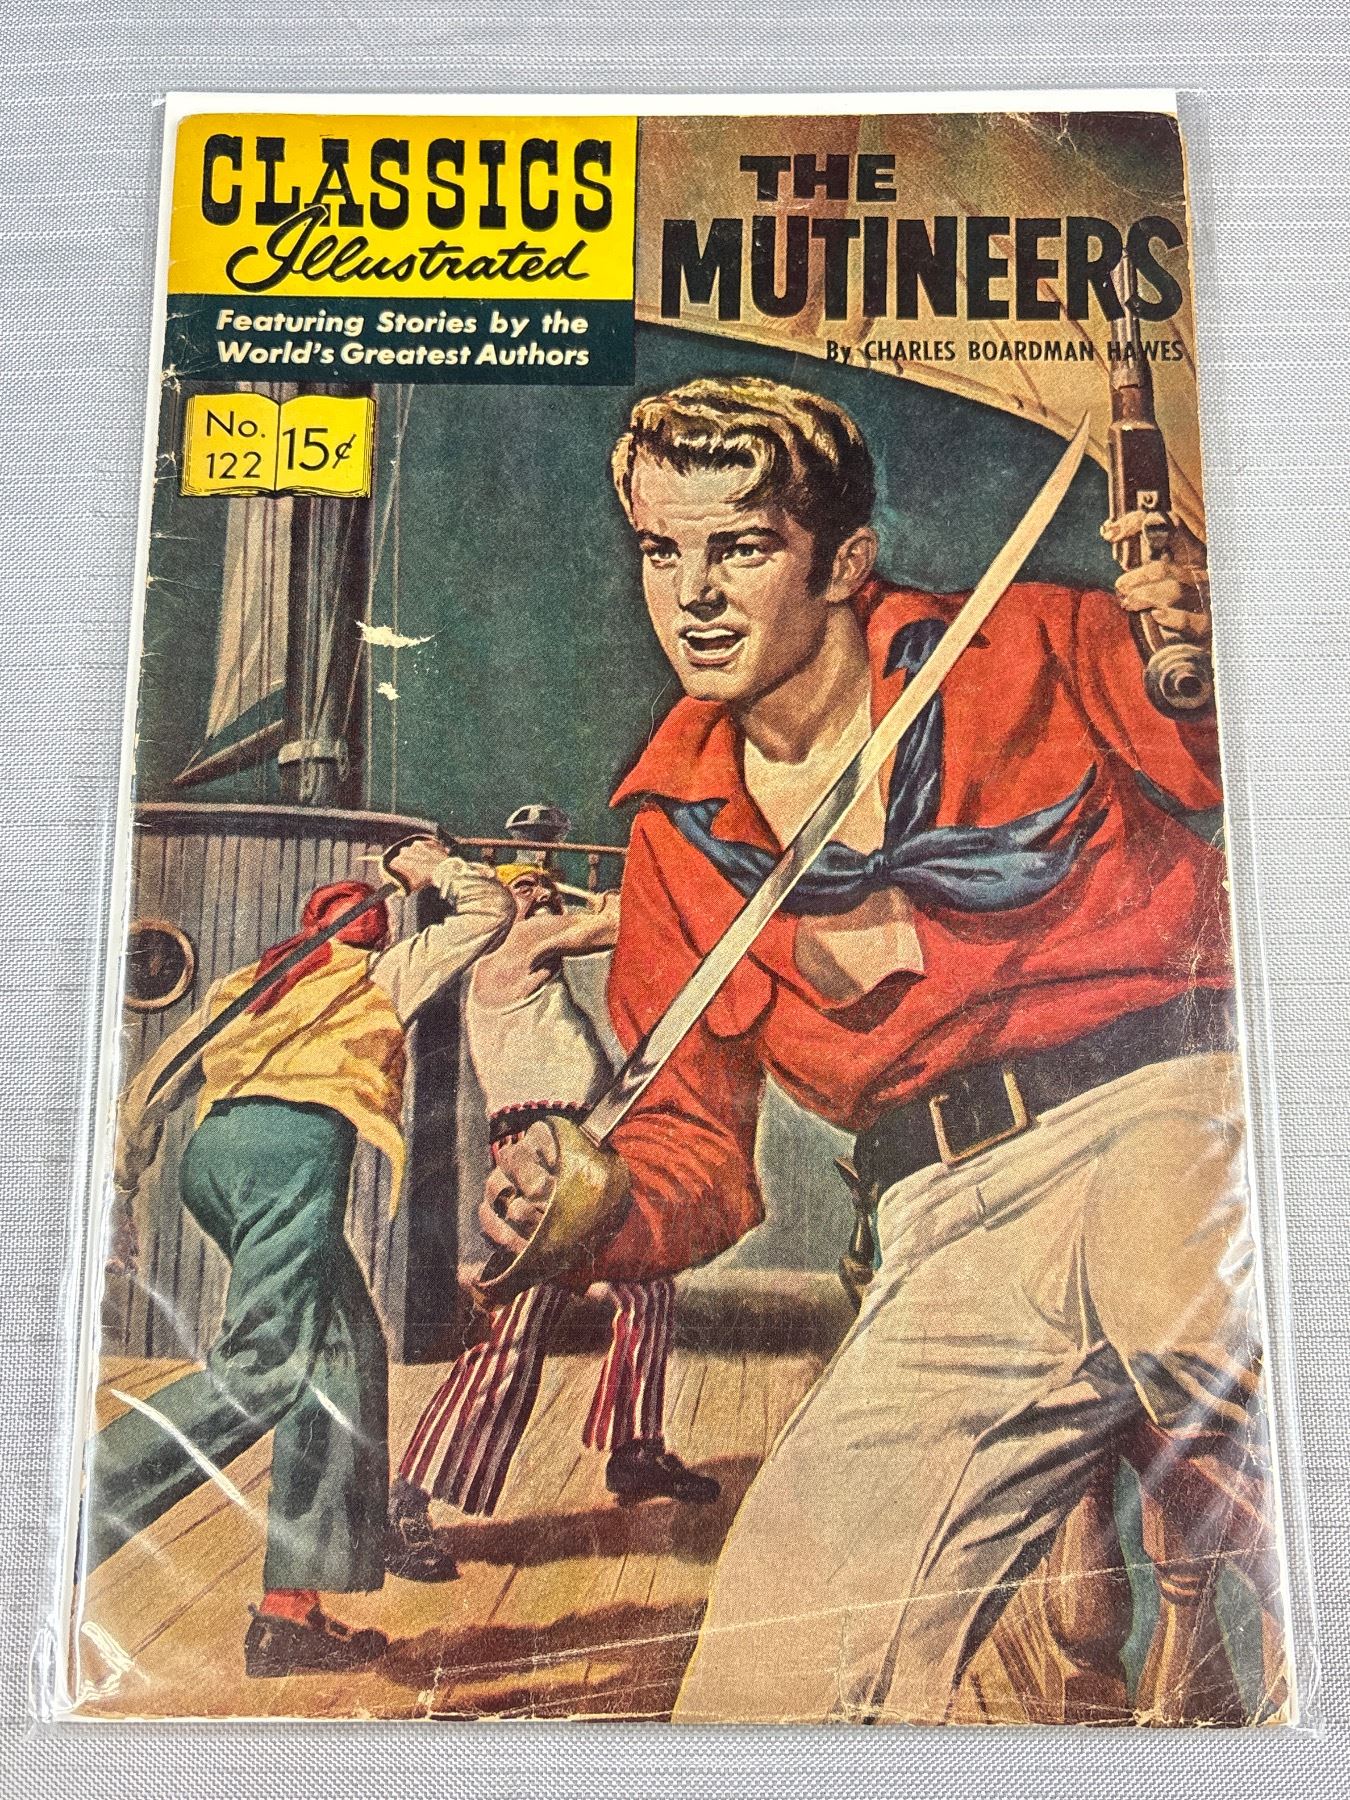 CLASSICS
Illustrated
Featuring Stories by the
World's Greatest Authors
No.
122
15¢
THE
MUTINEERS
By CHARLES BOARDMAN HAWES